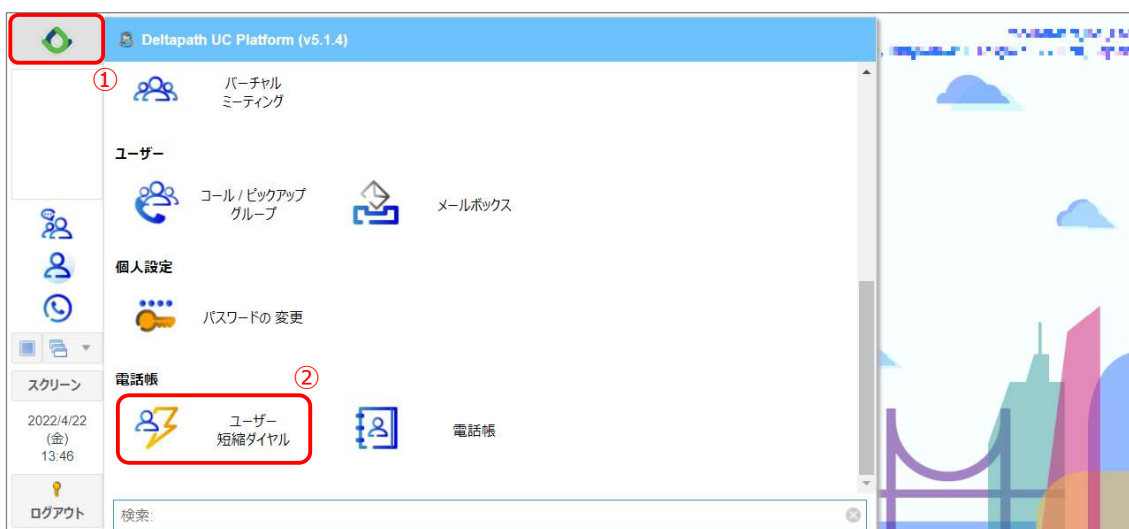 Deltapath UC Platform (v5.1.4)
①
バーチャル
ミーティング
ユーザー
コール / ピックアップ
グループ
メールボックス
個人設定
パスワードの 変更
電話帳
②
ユーザー
短縮ダイヤル
電話帳
スクリーン
2022/4/22
(金)
13:46
ログアウト
検索: